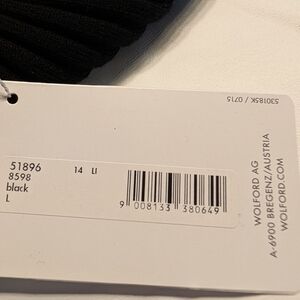 51896 14 LI
8598
black
L
9 008133 380649
530185K / 0715
WOLFORD AG
A-6900 BREGENZ/AUSTRIA
WOLFORD.COM